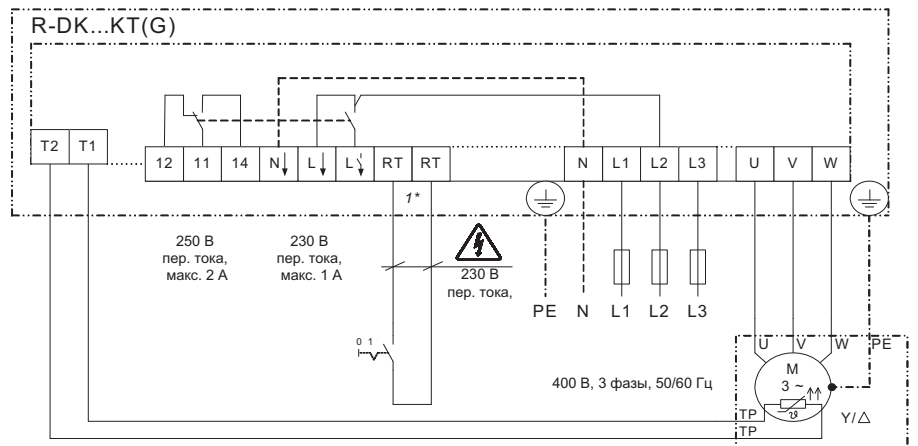 R-DK...KT(G)
T2 T1
12 11 14 N L L RT RT N L1 L2 L3 U V W
1*
250 В
пер. тока,
макс. 2 А
230 В
пер. тока,
макс. 1 А
230 В
пер. тока,
PE N L1 L2 L3
0 1
U V W PE
M
3 ~
400 В, 3 фазы, 50/60 Гц
ϑ
TP
TP
Y/△